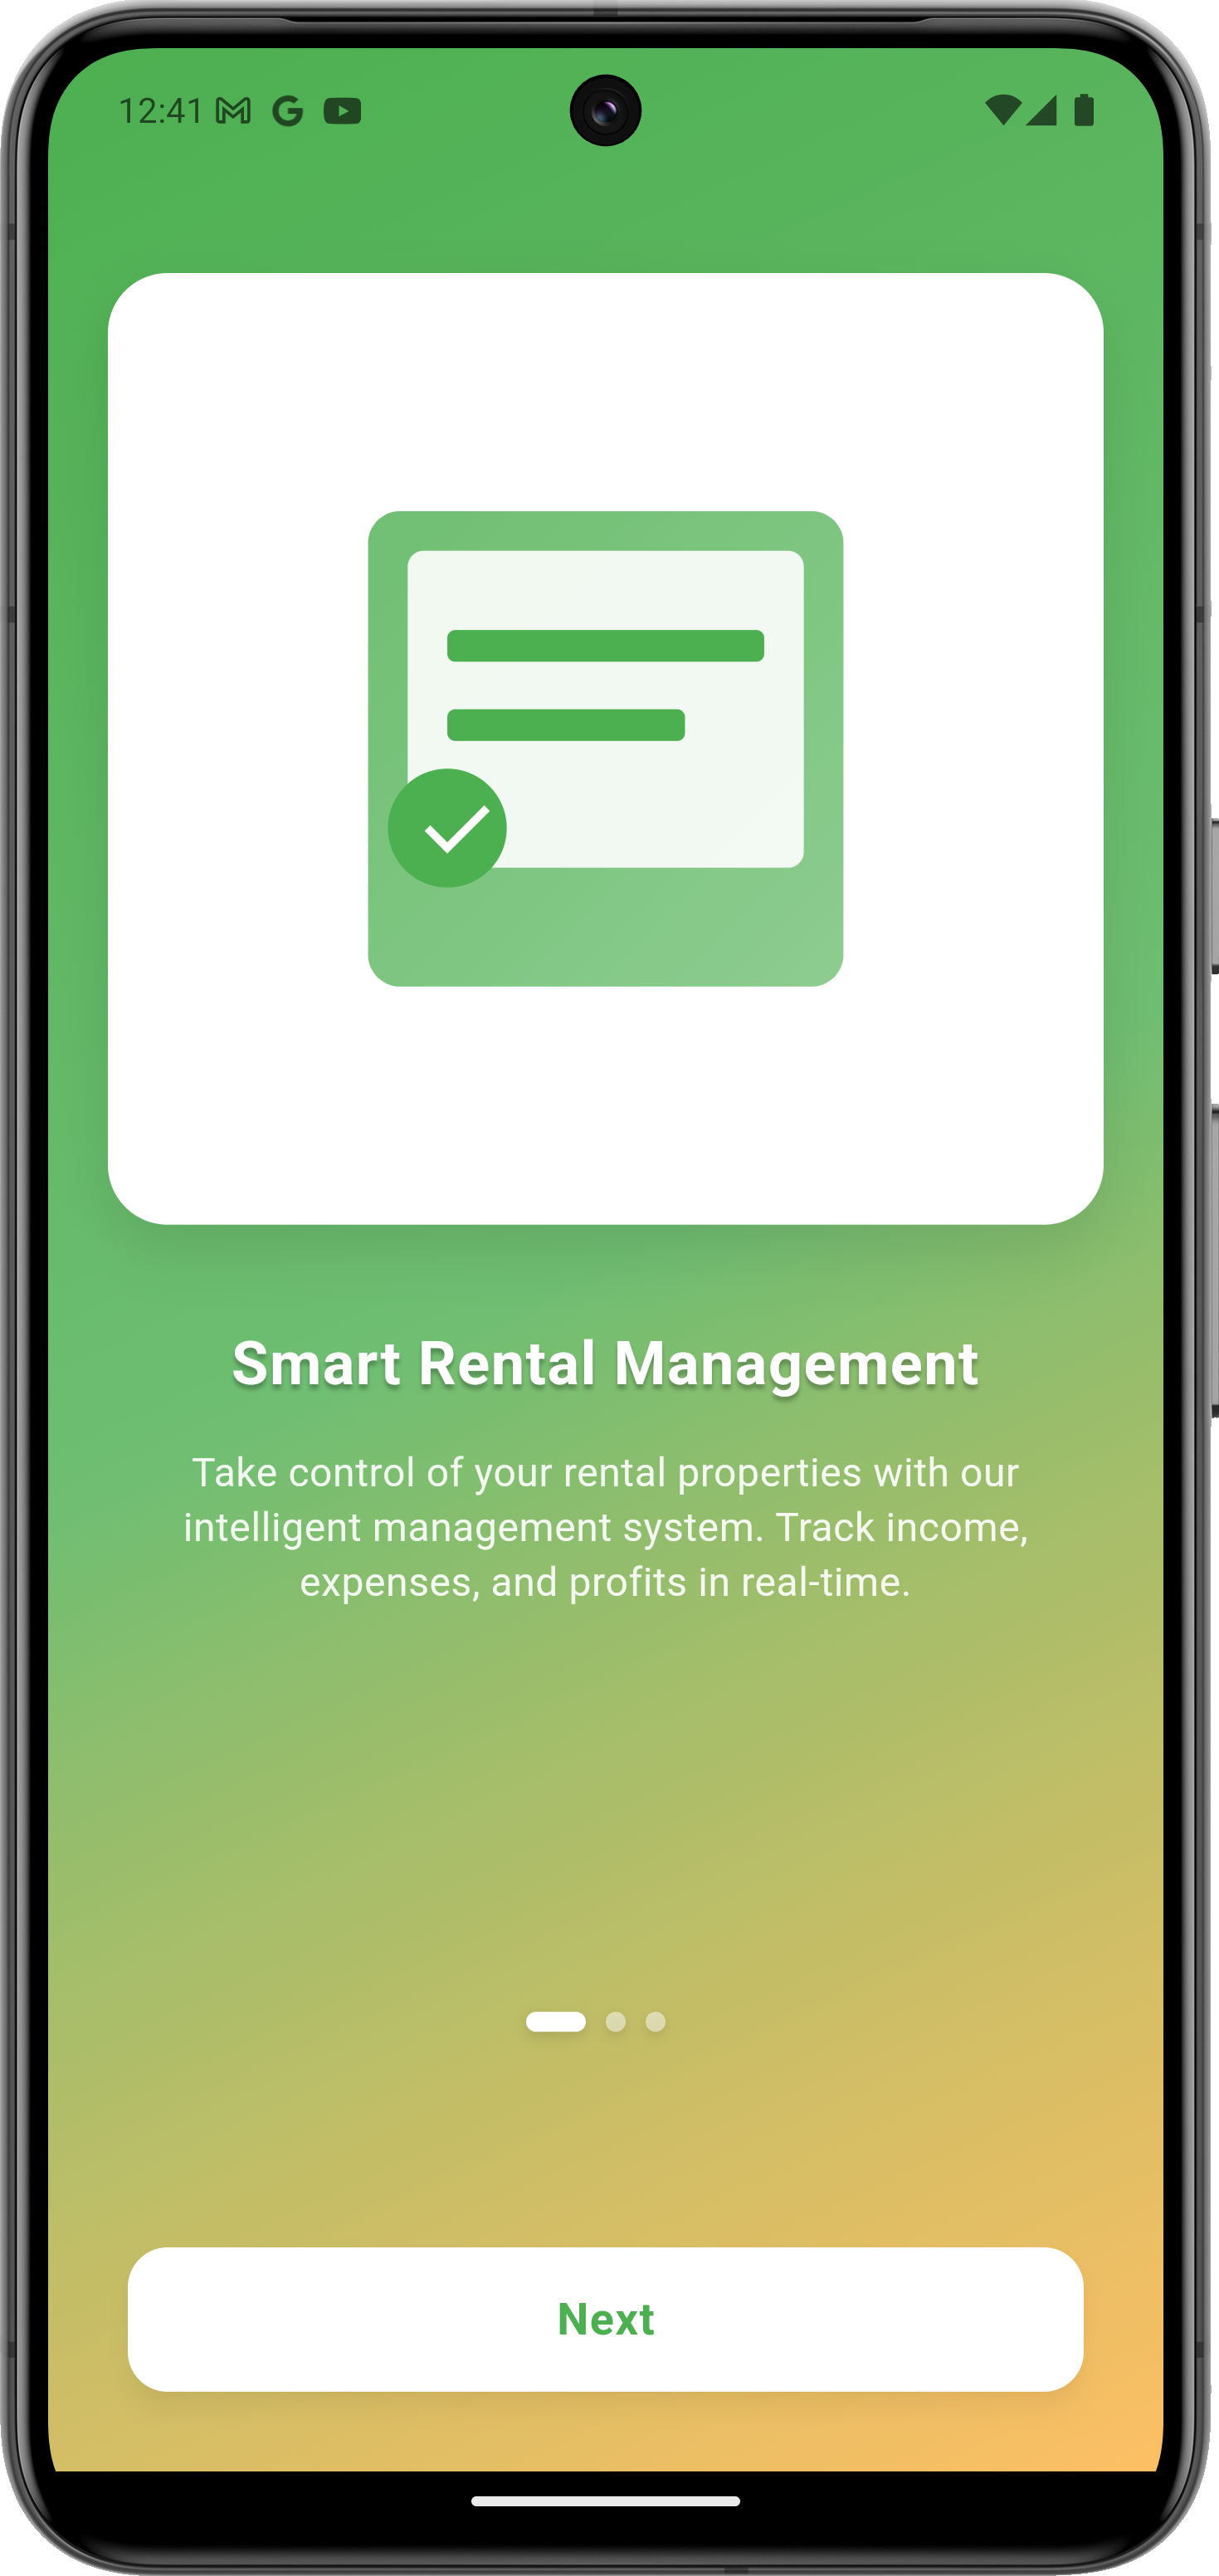 12:41
Smart Rental Management
Take control of your rental properties with our
intelligent management system. Track income,
expenses, and profits in real-time.
Next